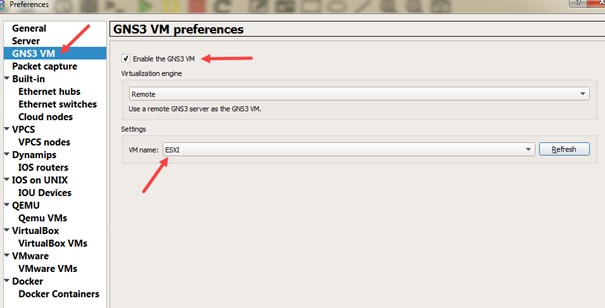 Preferences
General
Server
GNS3 VM
Packet capture
Built-in
Ethernet hubs
Ethernet switches
Cloud nodes
VPCS
VPCS nodes
Dynamips
IOS routers
IOS on UNIX
IOU Devices
QEMU
Qemu VMs
VirtualBox
VirtualBox VMs
VMware
VMware VMs
Docker
Docker Containers
GNS3 VM preferences
Enable the GNS3 VM
Virtualization engine
Remote
Use a remote GNS3 server as the GNS3 VM.
Settings
VM name: ESXI Refresh